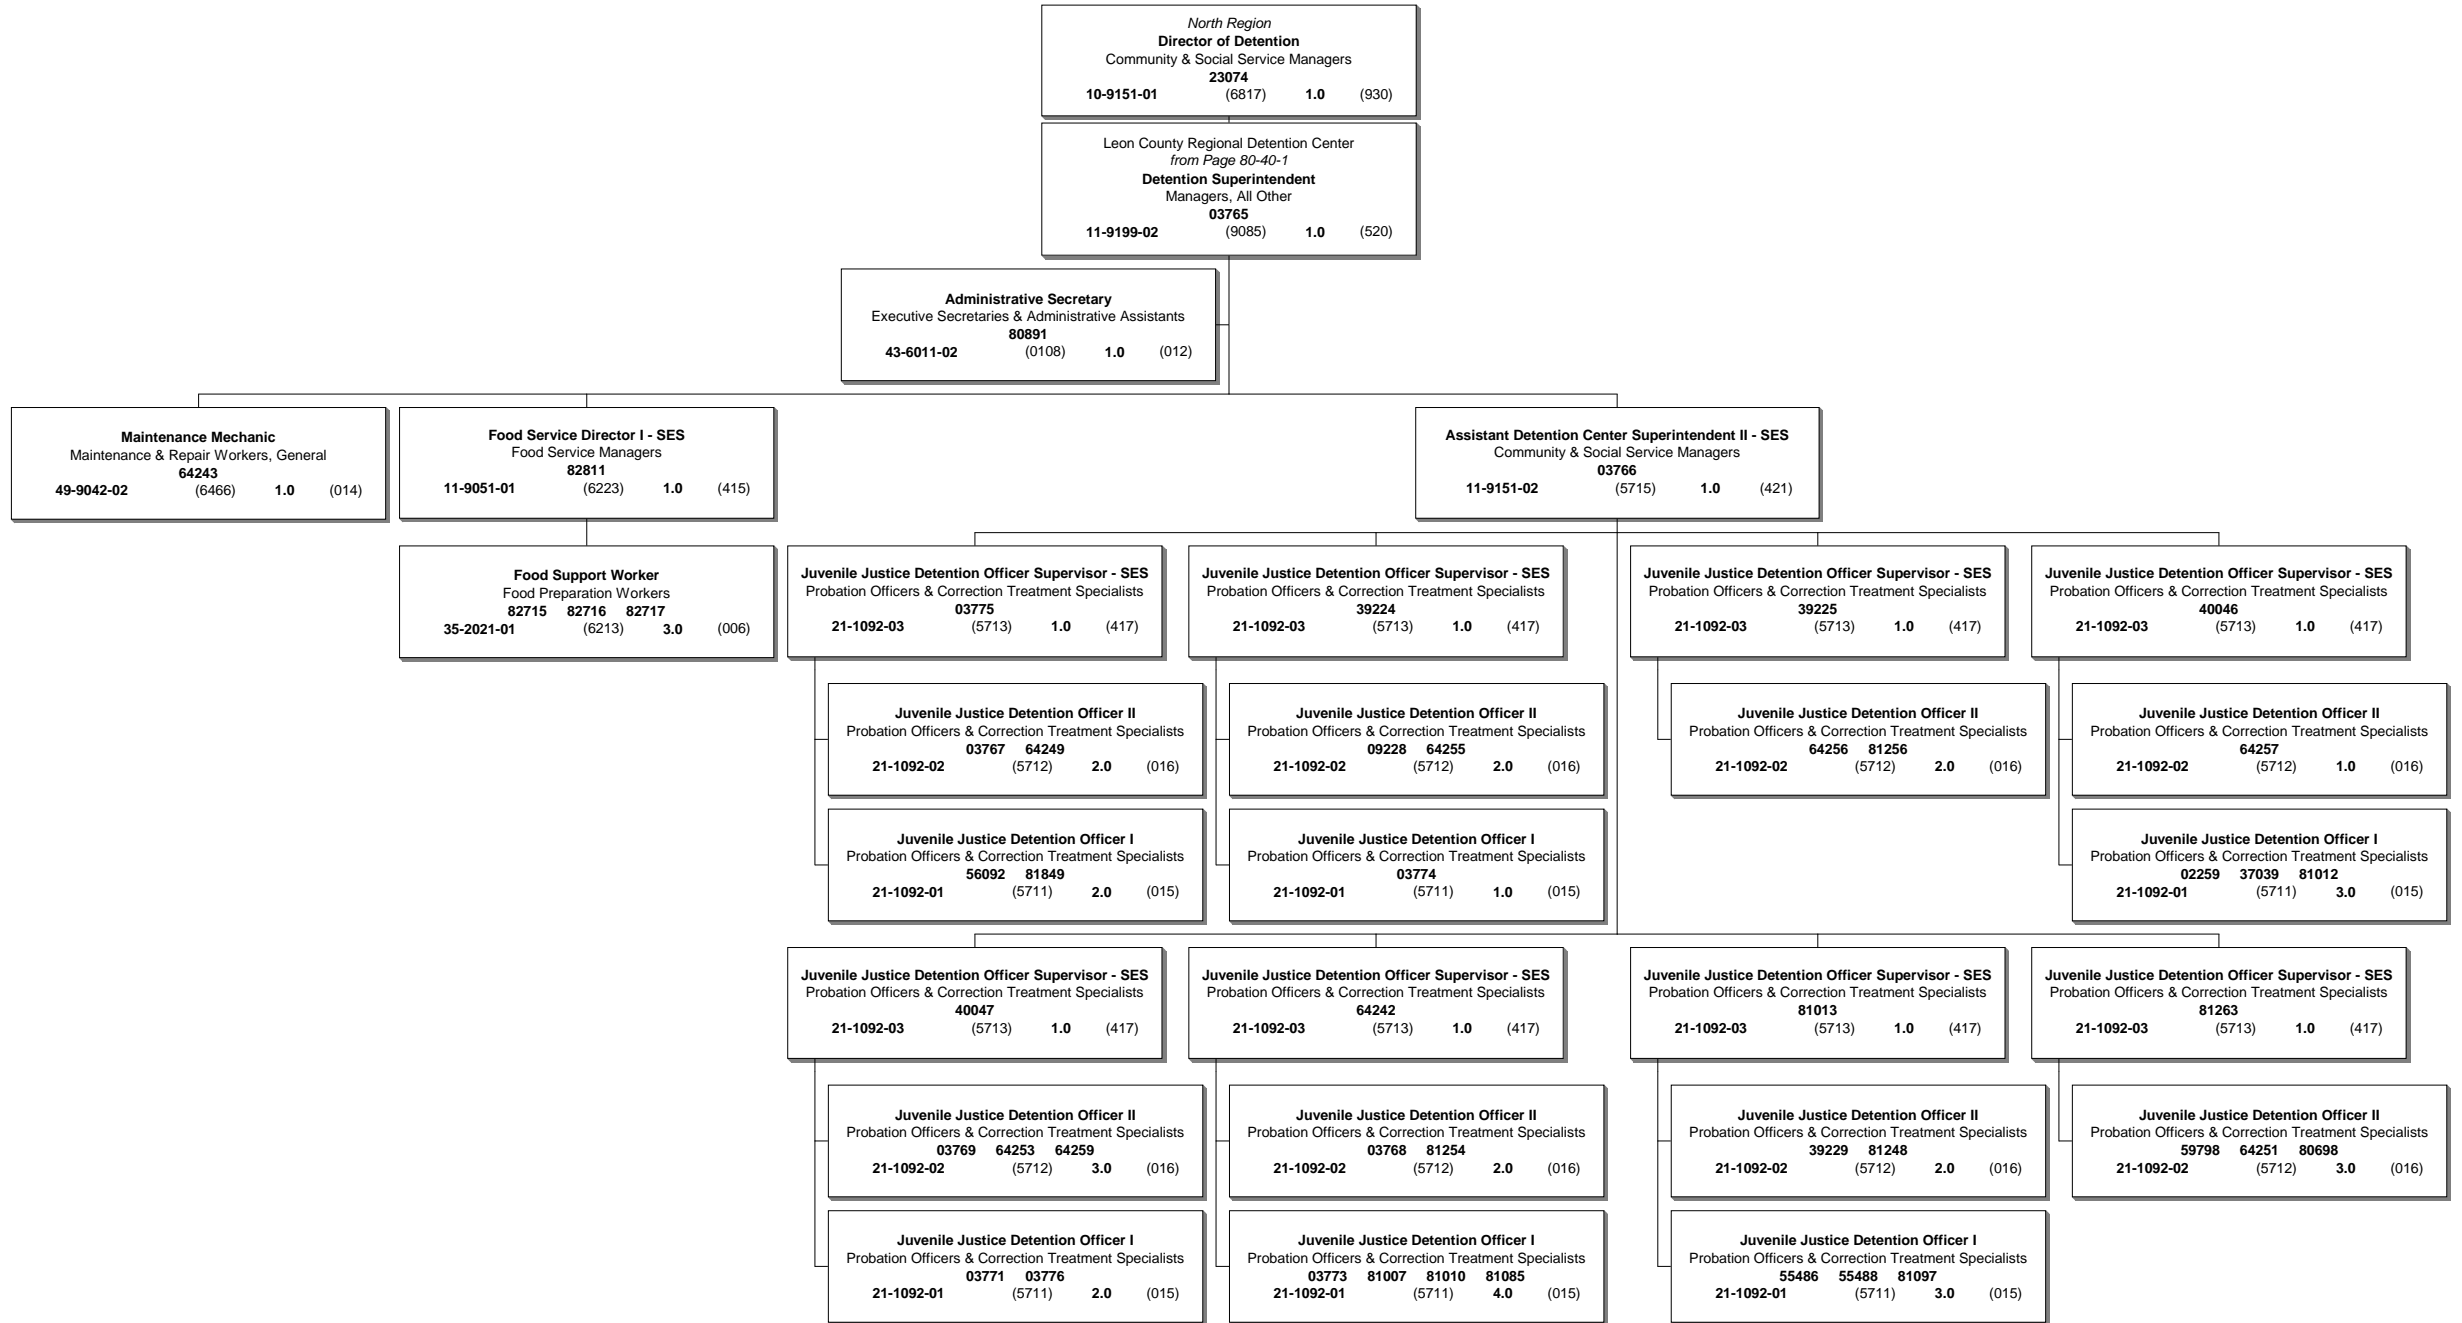 North Region
Director of Detention
Community & Social Service Managers
23074
10-9151-01 (6817) 1.0 (930)
Leon County Regional Detention Center
from Page 80-40-1
Detention Superintendent
Managers, All Other
03765
11-9199-02 (9085) 1.0 (520)
Administrative Secretary
Executive Secretaries & Administrative Assistants
80891
43-6011-02 (0108) 1.0 (012)
Maintenance Mechanic
Maintenance & Repair Workers, General
64243
49-9042-02 (6466) 1.0 (014)
Food Service Director I - SES
Food Service Managers
82811
11-9051-01 (6223) 1.0 (415)
Assistant Detention Center Superintendent II - SES
Community & Social Service Managers
03766
11-9151-02 (5715) 1.0 (421)
Food Support Worker
Food Preparation Workers
82715 82716 82717
35-2021-01 (6213) 3.0 (006)
Juvenile Justice Detention Officer Supervisor - SES
Probation Officers & Correction Treatment Specialists
03775
21-1092-03 (5713) 1.0 (417)
Juvenile Justice Detention Officer Supervisor - SES
Probation Officers & Correction Treatment Specialists
39224
21-1092-03 (5713) 1.0 (417)
Juvenile Justice Detention Officer Supervisor - SES
Probation Officers & Correction Treatment Specialists
39225
21-1092-03 (5713) 1.0 (417)
Juvenile Justice Detention Officer Supervisor - SES
Probation Officers & Correction Treatment Specialists
40046
21-1092-03 (5713) 1.0 (417)
Juvenile Justice Detention Officer II
Probation Officers & Correction Treatment Specialists
03767 64249
21-1092-02 (5712) 2.0 (016)
Juvenile Justice Detention Officer II
Probation Officers & Correction Treatment Specialists
09228 64255
21-1092-02 (5712) 2.0 (016)
Juvenile Justice Detention Officer II
Probation Officers & Correction Treatment Specialists
64256 81256
21-1092-02 (5712) 2.0 (016)
Juvenile Justice Detention Officer II
Probation Officers & Correction Treatment Specialists
64257
21-1092-02 (5712) 1.0 (016)
Juvenile Justice Detention Officer I
Probation Officers & Correction Treatment Specialists
56092 81849
21-1092-01 (5711) 2.0 (015)
Juvenile Justice Detention Officer I
Probation Officers & Correction Treatment Specialists
03774
21-1092-01 (5711) 1.0 (015)
Juvenile Justice Detention Officer I
Probation Officers & Correction Treatment Specialists
02259 37039 81012
21-1092-01 (5711) 3.0 (015)
Juvenile Justice Detention Officer Supervisor - SES
Probation Officers & Correction Treatment Specialists
40047
21-1092-03 (5713) 1.0 (417)
Juvenile Justice Detention Officer Supervisor - SES
Probation Officers & Correction Treatment Specialists
64242
21-1092-03 (5713) 1.0 (417)
Juvenile Justice Detention Officer Supervisor - SES
Probation Officers & Correction Treatment Specialists
81013
21-1092-03 (5713) 1.0 (417)
Juvenile Justice Detention Officer Supervisor - SES
Probation Officers & Correction Treatment Specialists
81263
21-1092-03 (5713) 1.0 (417)
Juvenile Justice Detention Officer II
Probation Officers & Correction Treatment Specialists
03769 64253 64259
21-1092-02 (5712) 3.0 (016)
Juvenile Justice Detention Officer II
Probation Officers & Correction Treatment Specialists
03768 81254
21-1092-02 (5712) 2.0 (016)
Juvenile Justice Detention Officer II
Probation Officers & Correction Treatment Specialists
39229 81248
21-1092-02 (5712) 2.0 (016)
Juvenile Justice Detention Officer II
Probation Officers & Correction Treatment Specialists
59798 64251 80698
21-1092-02 (5712) 3.0 (016)
Juvenile Justice Detention Officer I
Probation Officers & Correction Treatment Specialists
03771 03776
21-1092-01 (5711) 2.0 (015)
Juvenile Justice Detention Officer I
Probation Officers & Correction Treatment Specialists
03773 81007 81010 81085
21-1092-01 (5711) 4.0 (015)
Juvenile Justice Detention Officer I
Probation Officers & Correction Treatment Specialists
55486 55488 81097
21-1092-01 (5711) 3.0 (015)